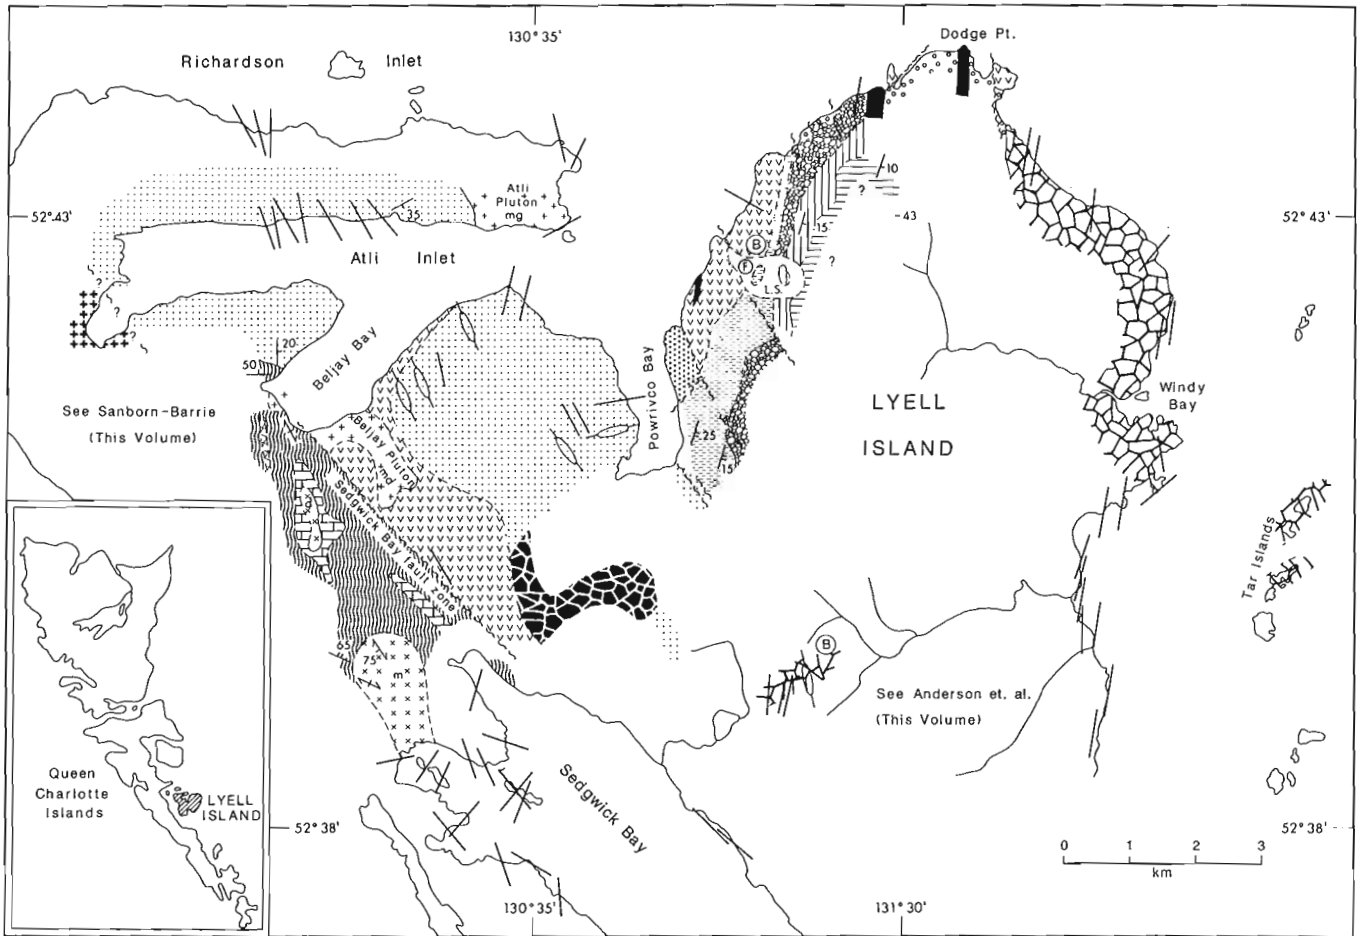 130°35'
Dodge Pt.
Richardson Inlet
Atli
Pluton
mg
10
?
52°43'
35
15
43
52°43'
Atli Inlet
B
F
?
L.S.
?
?
?
20
50
Beljay Bay
Powrivco Bay
Windy
Bay
See Sanborn-Barrie
(This Volume)
LYELL
ISLAND
Beljay Pluton
md
25
15
Sedgwick Bay fault zone
Tar Islands
65
75
m
B
See Anderson et. al.
(This Volume)
Queen
Charlotte
Islands
LYELL
ISLAND
Sedgwick Bay
52°38'
52°38'
0 1 2 3
km
130°35'
131°30'